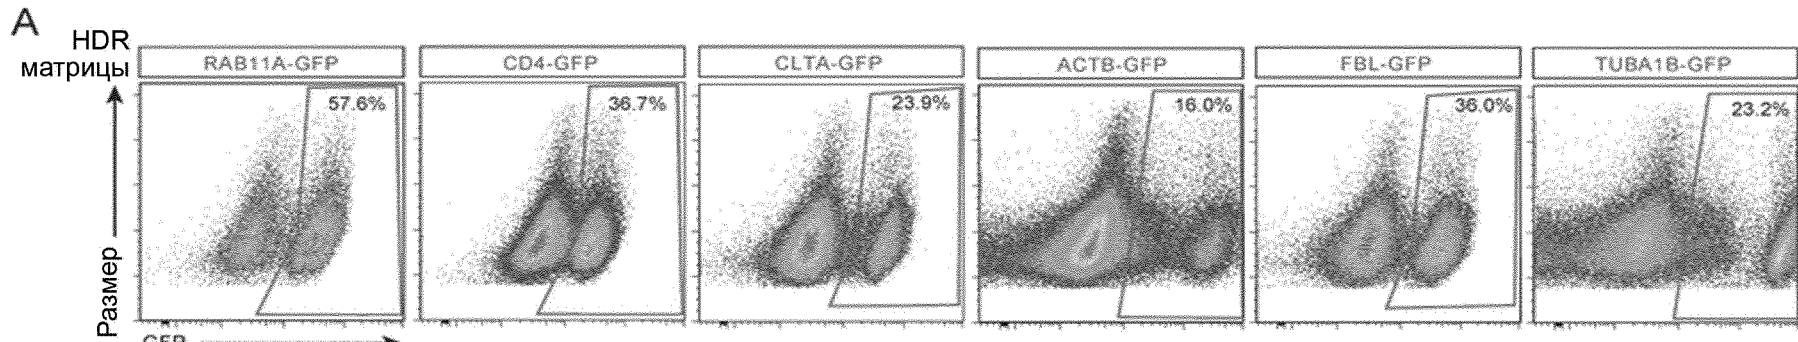 A
HDR
матрицы
RAB11A-GFP
CD4-GFP
CLTA-GFP
ACTB-GFP
FBL-GFP
TUBA1B-GFP
57.6%
36.7%
23.9%
16.0%
36.0%
23.2%
Размер
GFP